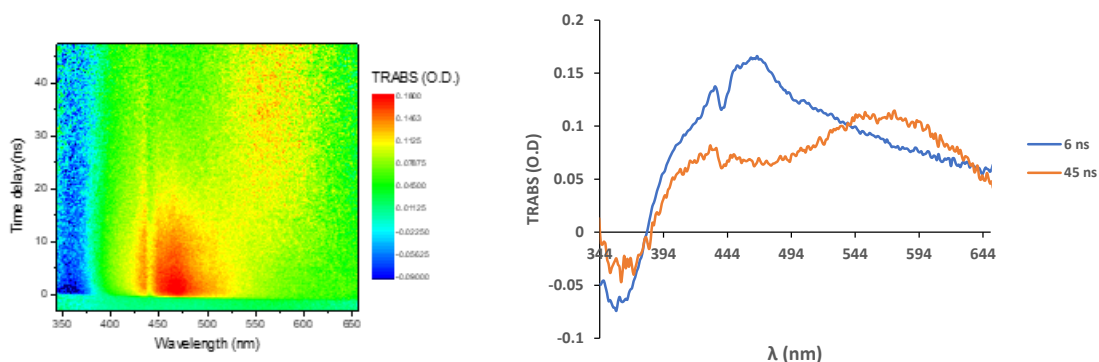 TRABS (O.D.)
0.1800
0.1463
0.1125
0.07875
0.04500
0.01125
-0.02250
-0.05625
-0.09000
Time delay(ns)
40
30
20
10
0
350 400 450 500 550 600 650
Wavelength (nm)
TRABS (O.D)
0.2
0.15
0.1
0.05
0
-0.05
-0.1
344 394 444 494 544 594 644
λ (nm)
6 ns
45 ns